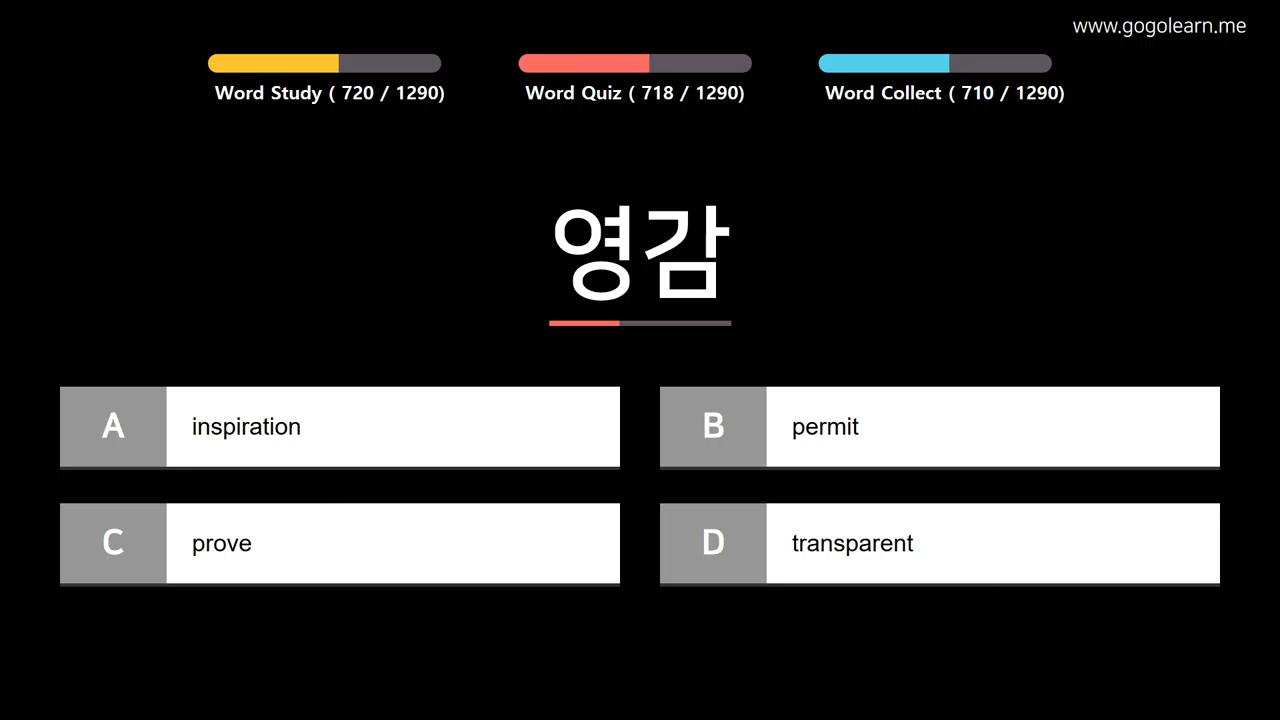 www.gogolearn.me
Word Study ( 720 / 1290)
Word Quiz ( 718 / 1290)
Word Collect ( 710 / 1290)
영감
A inspiration
B permit
C prove
D transparent